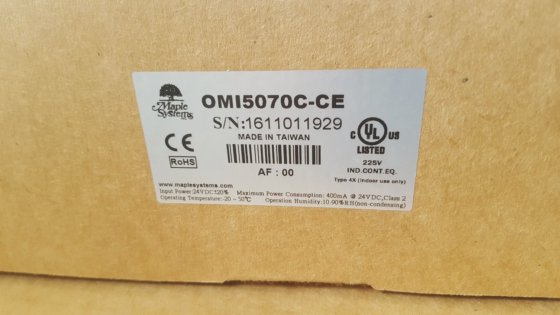 Maple
Systems
OMI5070C-CE
S/N:1611011929
MADE IN TAIWAN
CE
RoHS
AF : 00
C UL US
LISTED
225V
IND.CONT.EQ.
Type 4X (Indoor use only)
www.maplesystems.com
Input Power:24VDC±20% Maximum Power Consumption: 400mA @ 24VDC,Class 2
Operating Temperature:-20 ~ 50℃ Operation Humidity:10-90%RH(non-condensing)